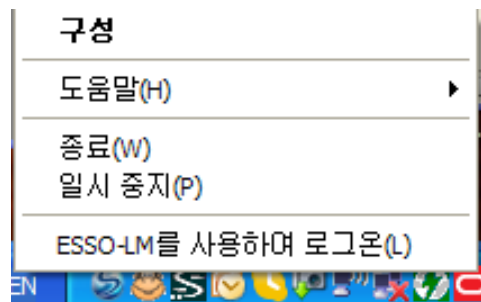 구성
도움말(H)
종료(W)
일시 중지(P)
ESSO-LM를 사용하여 로그온(L)
EN